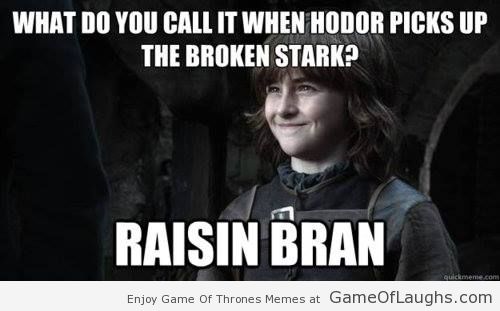 WHAT DO YOU CALL IT WHEN HODOR PICKS UP
THE BROKEN STARK?
RAISIN BRAN
quickmeme.com
Enjoy Game Of Thrones Memes at GameOfLaughs.com